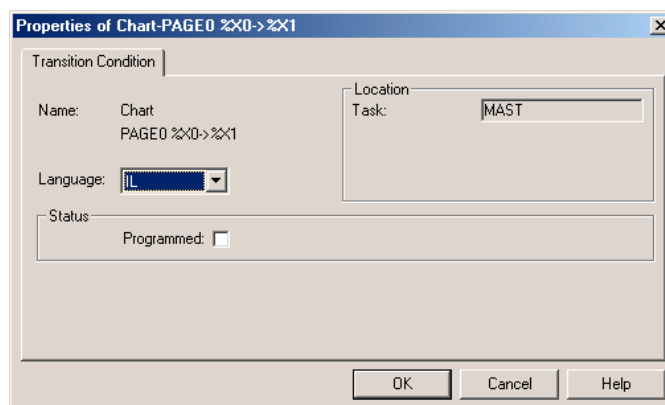 Properties of Chart-PAGE0 %X0->%X1
Transition Condition
Name: Chart
PAGE0 %X0->%X1
Language: IL
Location
Task: MAST
Status
Programmed:
OK Cancel Help